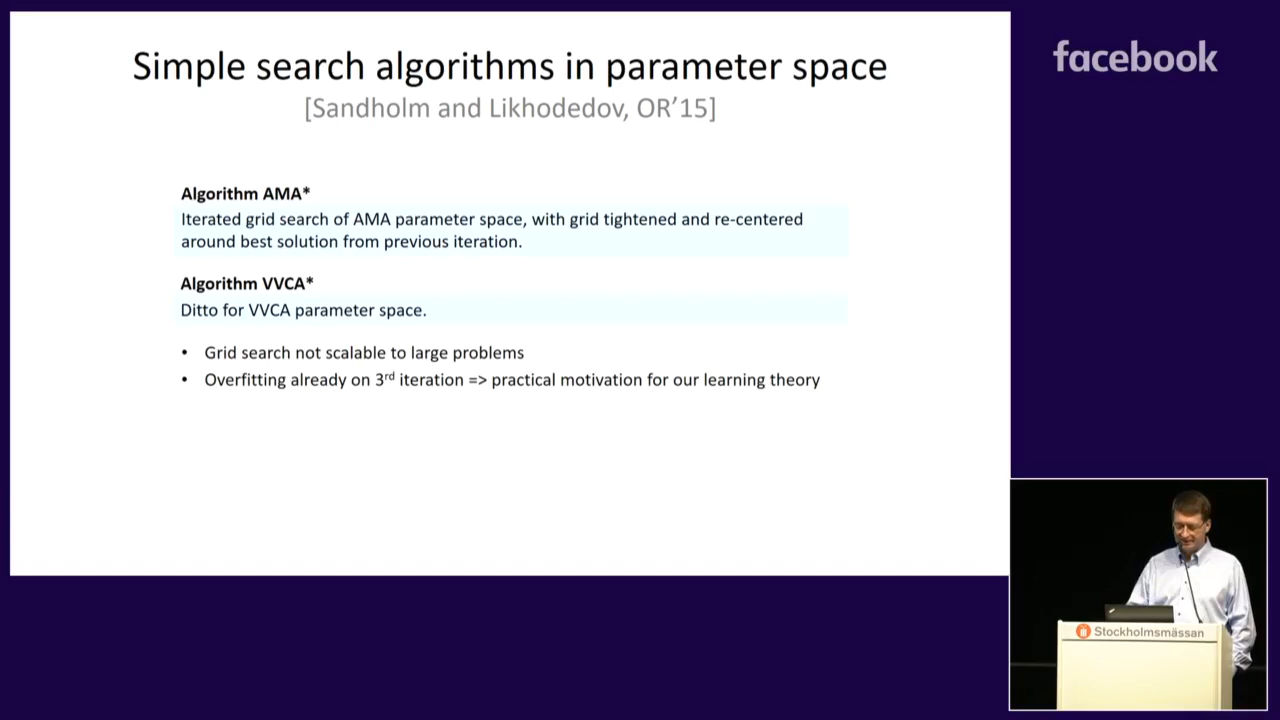 Simple search algorithms in parameter space
[Sandholm and Likhodedov, OR’15]
facebook
Algorithm AMA*
Iterated grid search of AMA parameter space, with grid tightened and re-centered
around best solution from previous iteration.
Algorithm VVCA*
Ditto for VVCA parameter space.
• Grid search not scalable to large problems
• Overfitting already on 3rd iteration => practical motivation for our learning theory
Stockholmsmässan